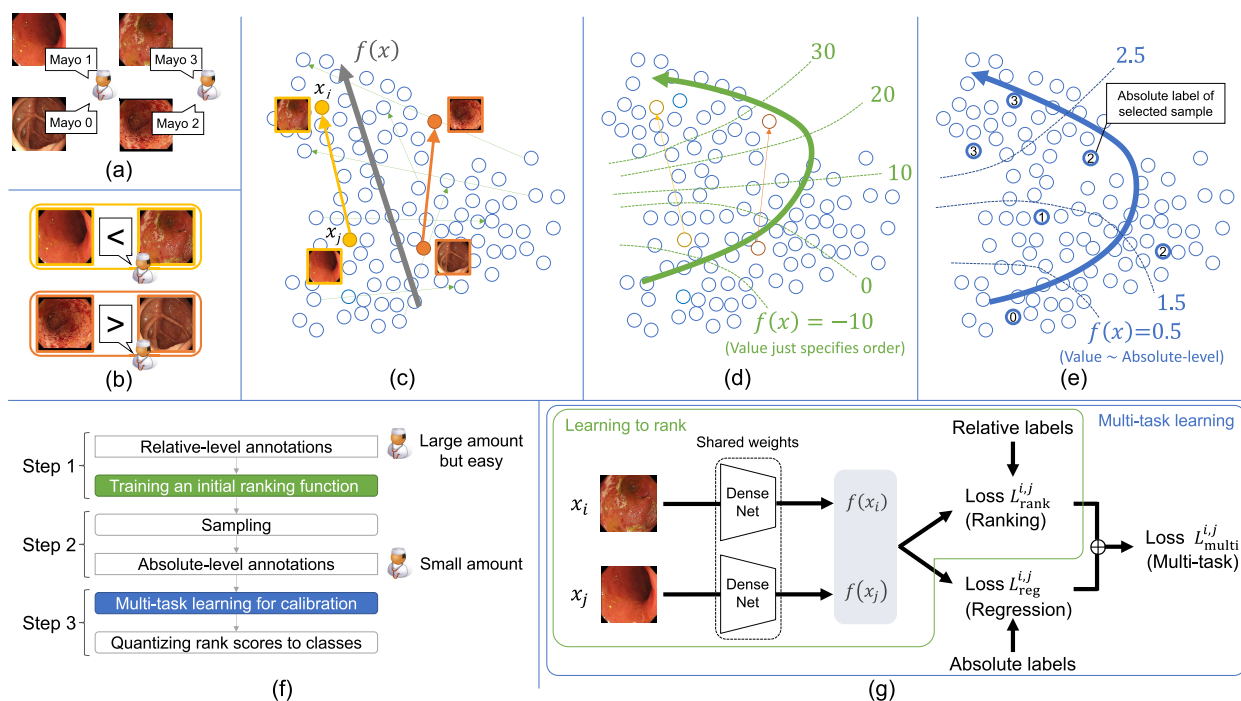 Mayo 1
Mayo 3
Mayo 0
Mayo 2
(a)
<
>
(b)
f(x)
x_i
x_j
(c)
30
20
10
0
f(x) = −10
(Value just specifies order)
(d)
2.5
Absolute label of
selected sample
3
3
2
1
2
0
1.5
f(x)=0.5
(Value ~ Absolute-level)
(e)
Step 1
Relative-level annotations
Large amount
but easy
Training an initial ranking function
Step 2
Sampling
Absolute-level annotations
Small amount
Step 3
Multi-task learning for calibration
Quantizing rank scores to classes
(f)
Learning to rank
Multi-task learning
Shared weights
Relative labels
x_i
Dense
Net
f(x_i)
Loss L_rank^{i,j}
(Ranking)
Loss L_multi^{i,j}
(Multi-task)
x_j
Dense
Net
f(x_j)
Loss L_reg^{i,j}
(Regression)
Absolute labels
(g)